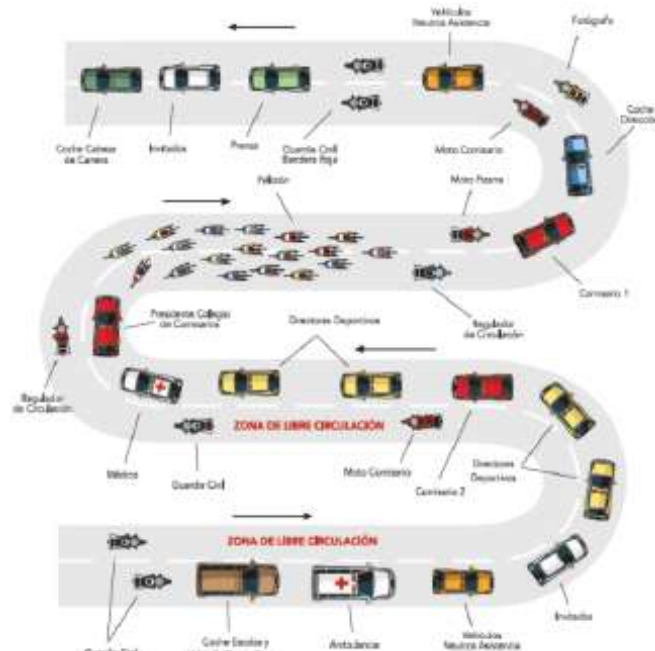 Vehículos
Neutros Asistencia
Fotógrafo
Coche
Dirección
Coche Cabeza
de Carrera
Invitados
Prensa
Guardia Civil
Bandera Roja
Moto Comisario
Moto Pizarra
Pelotón
Comisario 1
Regulador
de Circulación
Presidente Colegio
de Comisarios
Directores Deportivos
Regulador
de Circulación
ZONA DE LIBRE CIRCULACIÓN
Médico
Guardia Civil
Moto Comisario
Comisario 2
Directores
Deportivos
ZONA DE LIBRE CIRCULACIÓN
Invitados
Guardia Civil
Coche Escoba y
Ambulancia
Vehículos
Neutros Asistencia